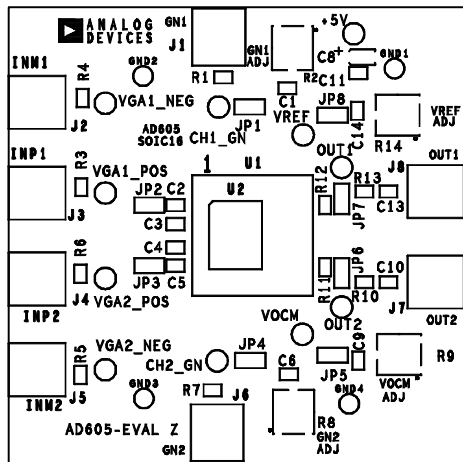 ANALOG
DEVICES
GN1
J1
+5V
INM1
R4
GND2
R1
GN1
ADJ
R2
C8+
C11
GND1
VGA1_NEG
C1
JP8
J2
AD605
SOIC16
CH1_GN
JP1
VREF
C14
R14
VREF
ADJ
INP1
R3
VGA1_POS
1
U1
OUT1
J8
OUT1
JP2
C2
U2
R12
JP7
R13
C13
J3
C3
R6
C4
JP3
C5
R11
JP6
R10
C10
J4
VGA2_POS
J7
INP2
VOCM
OUT2
OUT2
R5
VGA2_NEG
CH2_GN
JP4
C6
C9
JP5
R9
VOCM
ADJ
J5
INM2
GND3
R7
J6
R8
GND4
AD605-EVAL Z
GN2
GN2
ADJ